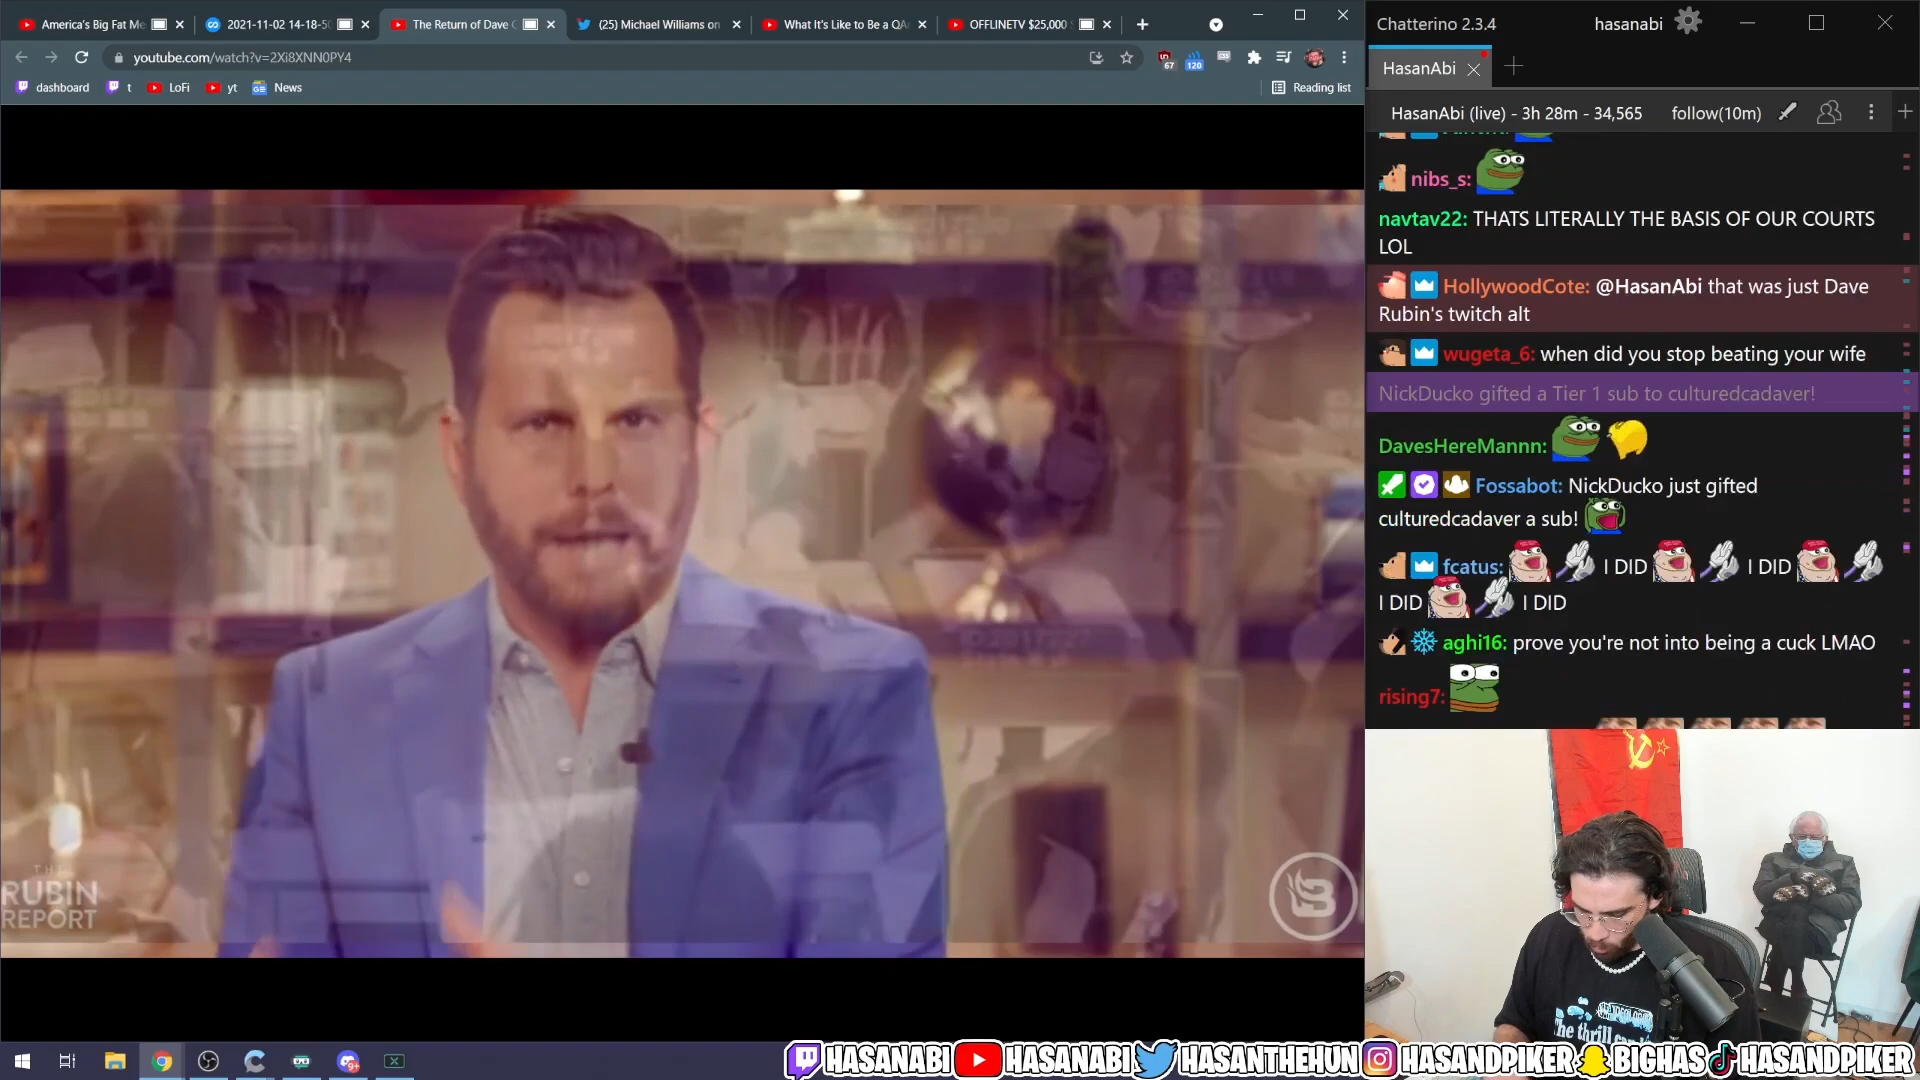 America's Big Fat Me
2021-11-02 14-18-5
The Return of Dave
(25) Michael Williams on
What It's Like to Be a QA
OFFLINETV $25,000
youtube.com/watch?v=2Xi8XNN0PY4
67
120
dashboard
t
LoFi
yt
News
Reading list
THE
RUBIN
REPORT
B
Chatterino 2.3.4
hasanabi
HasanAbi
HasanAbi (live) - 3h 28m - 34,565
follow(10m)
nibs_s:
navtav22: THATS LITERALLY THE BASIS OF OUR COURTS
LOL
HollywoodCote: @HasanAbi that was just Dave
Rubin's twitch alt
wugeta_6: when did you stop beating your wife
NickDucko gifted a Tier 1 sub to culturedcadaver!
DavesHereMannn:
Fossabot: NickDucko just gifted
culturedcadaver a sub!
fcatus: I DID I DID
I DID I DID
aghi16: prove you're not into being a cuck LMAO
rising7:
The thrill
HASANABI HASANABI HASANTHEHUN HASANDPIKER BIGHAS HASANDPIKER